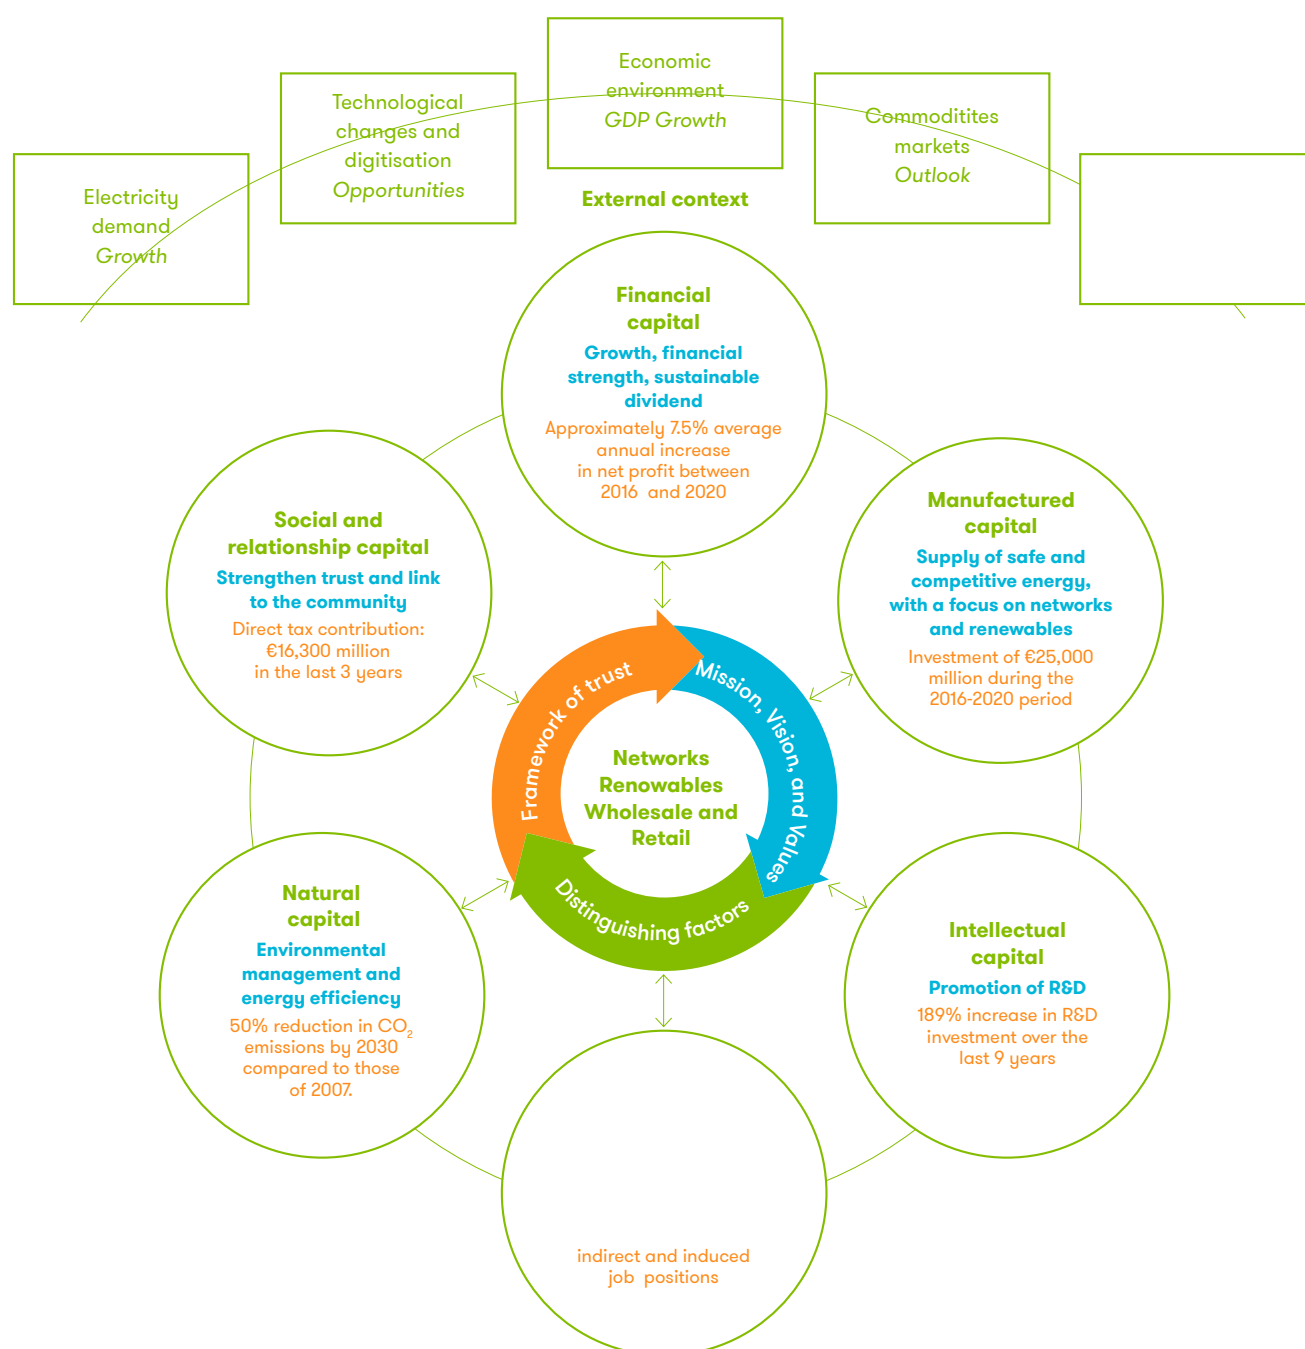 Economic
environment
GDP Growth
Technological
changes and
digitisation
Opportunities
Commoditites
markets
Outlook
Electricity
demand
Growth
External context
Financial
capital
Growth, financial
strength, sustainable
dividend
Approximately 7.5% average
annual increase
in net profit between
2016 and 2020
Social and
relationship capital
Strengthen trust and link
to the community
Direct tax contribution:
€16,300 million
in the last 3 years
Manufactured
capital
Supply of safe and
competitive energy,
with a focus on networks
and renewables
Investment of €25,000
million during the
2016-2020 period
Framework of trust
Mission, Vision, and Values
Distinguishing factors
Networks
Renowables
Wholesale and
Retail
Natural
capital
Environmental
management and
energy efficiency
50% reduction in CO₂
emissions by 2030
compared to those
of 2007.
Intellectual
capital
Promotion of R&D
189% increase in R&D
investment over the
last 9 years
indirect and induced
job positions